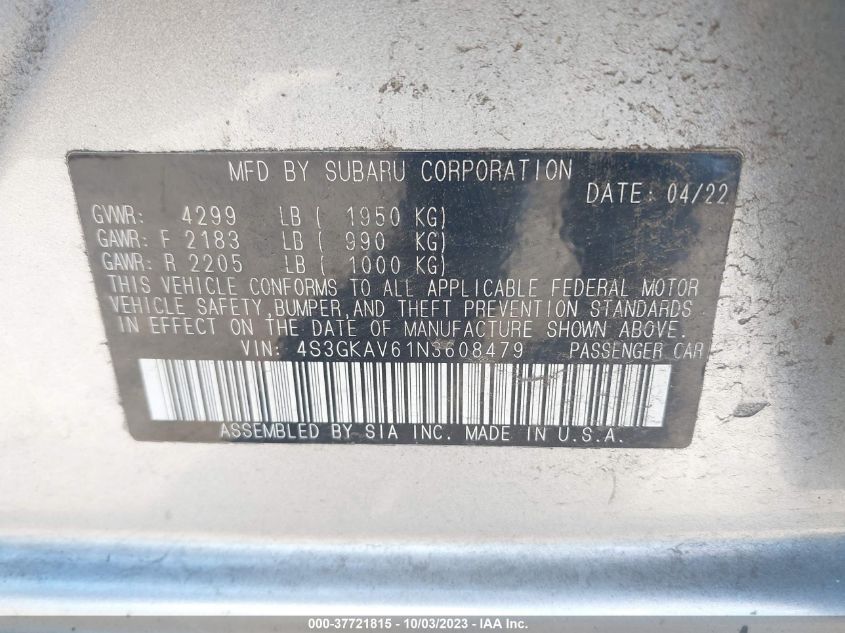 MFD BY SUBARU CORPORATION
DATE: 04/22
GVWR: 4299 LB ( 1950 KG)
GAWR: F 2183 LB ( 990 KG)
GAWR: R 2205 LB ( 1000 KG)
THIS VEHICLE CONFORMS TO ALL APPLICABLE FEDERAL MOTOR
VEHICLE SAFETY,BUMPER,AND THEFT PREVENTION STANDARDS
IN EFFECT ON THE DATE OF MANUFACTURE SHOWN ABOVE.
VIN: 4S3GKAV61N3608479 PASSENGER CAR
ASSEMBLED BY SIA INC. MADE IN U.S.A.
000-37721815 - 10/03/2023 - IAA Inc.